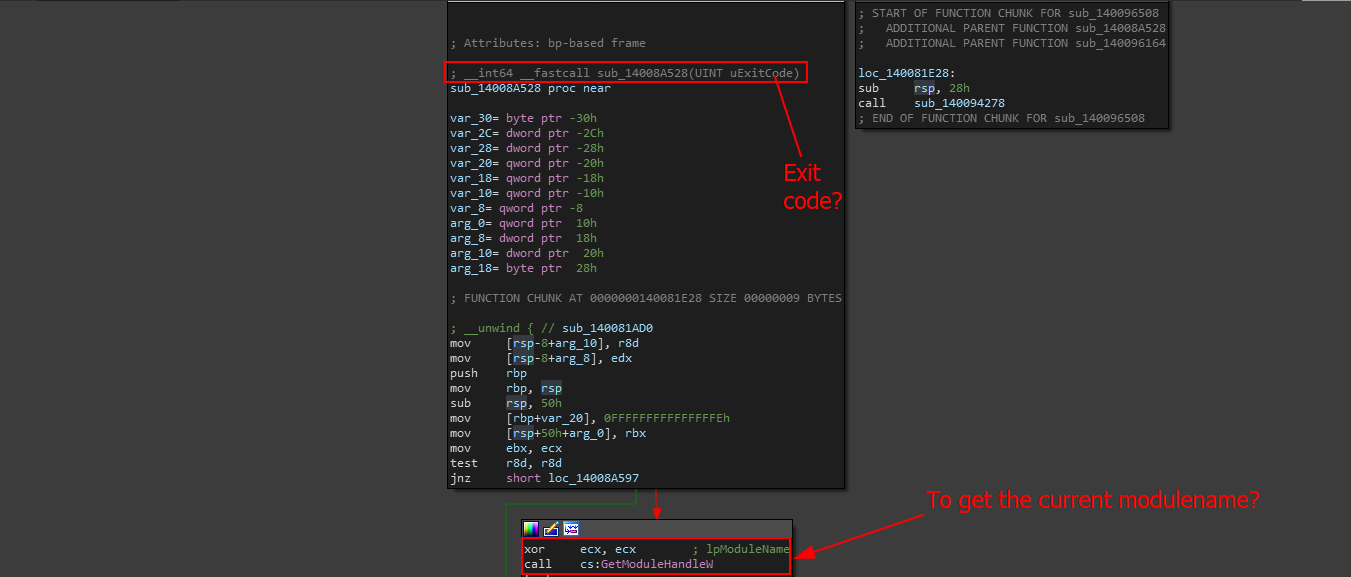 ; Attributes: bp-based frame
; __int64 __fastcall sub_14008A528(UINT uExitCode)
sub_14008A528 proc near
var_30= byte ptr -30h
var_2C= dword ptr -2Ch
var_28= dword ptr -28h
var_20= qword ptr -20h
var_18= qword ptr -18h
var_10= qword ptr -10h
var_8= qword ptr -8
arg_0= qword ptr  10h
arg_8= dword ptr  18h
arg_10= dword ptr  20h
arg_18= byte ptr  28h
; FUNCTION CHUNK AT 0000000140081E28 SIZE 00000009 BYTES
; __unwind { // sub_140081AD0
mov     [rsp-8+arg_10], r8d
mov     [rsp-8+arg_8], edx
push    rbp
mov     rbp, rsp
sub     rsp, 50h
mov     [rbp+var_20], 0FFFFFFFFFFFFFFFEh
mov     [rsp+50h+arg_0], rbx
mov     ebx, ecx
test    r8d, r8d
jnz     short loc_14008A597
; START OF FUNCTION CHUNK FOR sub_140096508
;   ADDITIONAL PARENT FUNCTION sub_14008A528
;   ADDITIONAL PARENT FUNCTION sub_140096164
loc_140081E28:
sub     rsp, 28h
call    sub_140094278
; END OF FUNCTION CHUNK FOR sub_140096508
Exit
code?
To get the current modulename?
xor     ecx, ecx        ; lpModuleName
call    cs:GetModuleHandleW